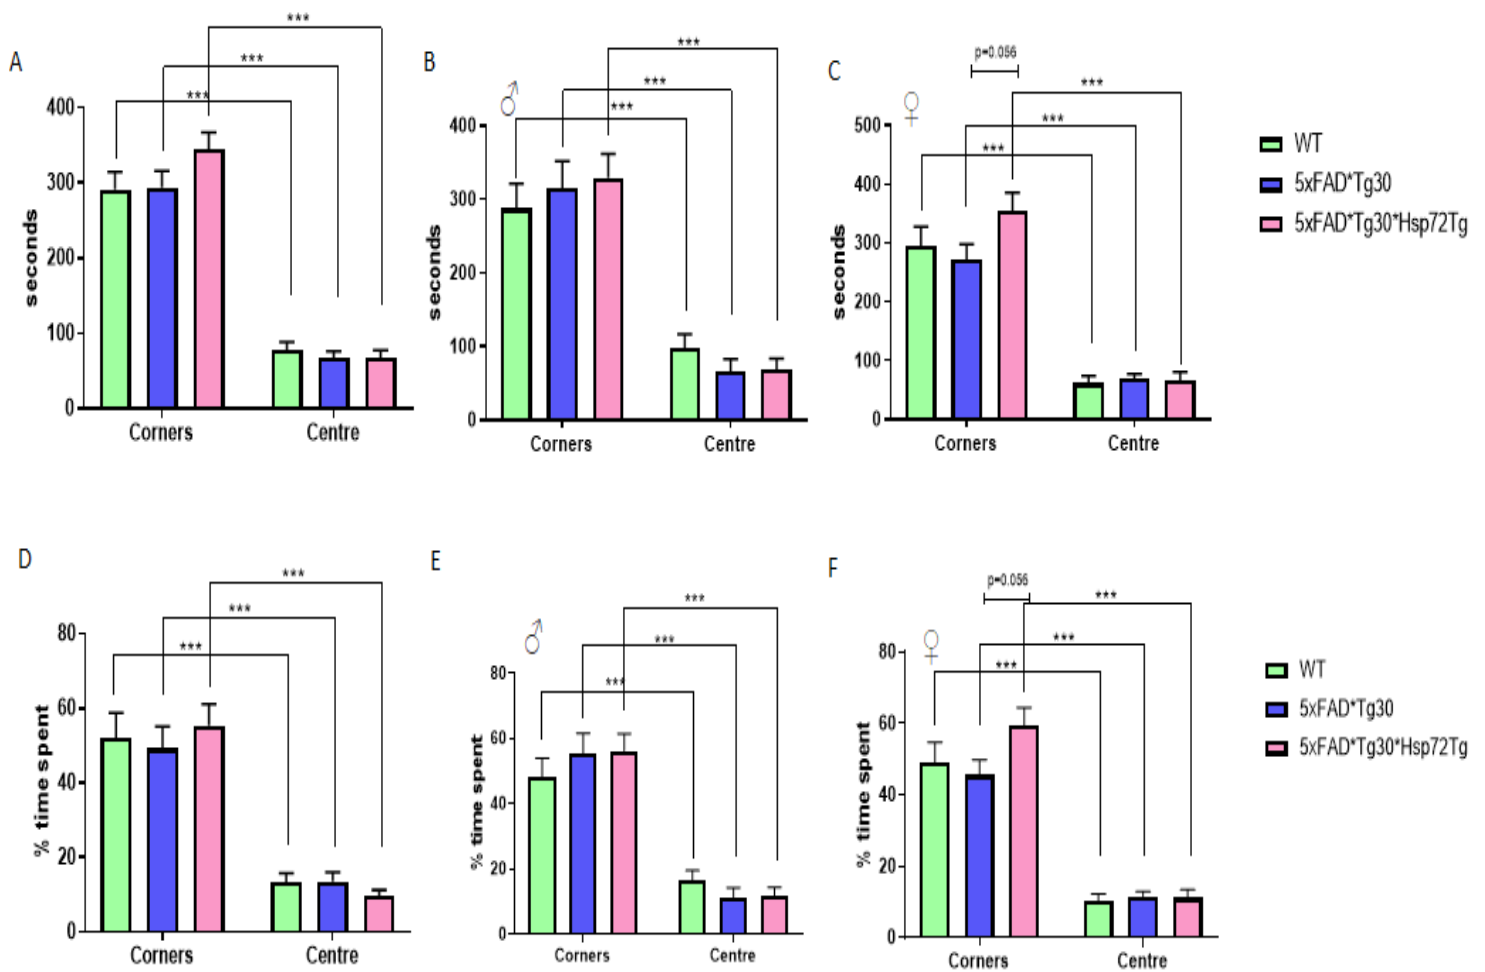 A
***
***
***
400
300
200
100
0
seconds
Corners
Centre
B
♂
***
***
***
400
300
200
100
0
seconds
Corners
Centre
C
♀
p=0.056
***
***
***
500
400
300
200
100
0
seconds
Corners
Centre
WT
5xFAD*Tg30
5xFAD*Tg30*Hsp72Tg
D
***
***
***
80
60
40
20
0
% time spent
Corners
Centre
E
♂
***
***
***
80
60
40
20
0
% time spent
Corners
Centre
F
♀
p=0.056
***
***
***
80
60
40
20
0
% time spent
Corners
Centre
WT
5xFAD*Tg30
5xFAD*Tg30*Hsp72Tg